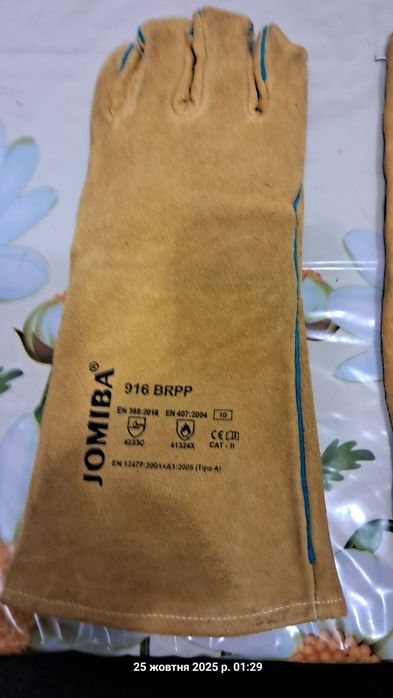 JOMIBA®
916 BRPP
EN 388:2016 EN 407:2004 10
4233C 41324X CE CAT - II
EN 12477:2001+A1:2005 (Tipo A)
25 жовтня 2025 р. 01:29